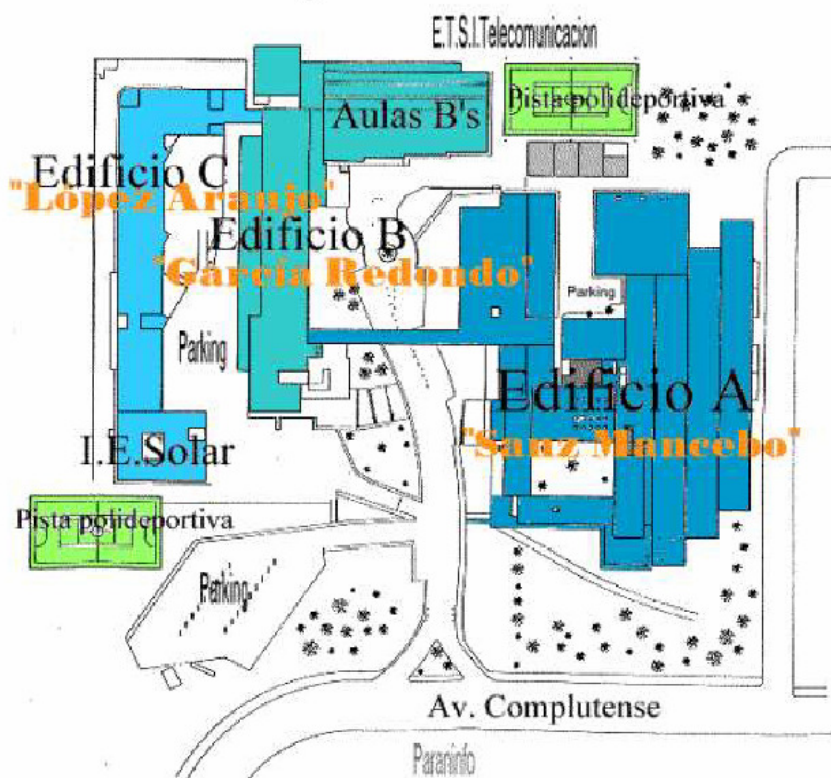 E.T.S.I.Telecomunicacion
Pista polideportiva
Aulas B's
Edificio C
"López Araujo"
Edificio B
"García Redondo"
Parking
Parking
Edificio A
"Sanz Mancebo"
I.E.Solar
Pista polideportiva
Parking
Av. Complutense
Paraninfo